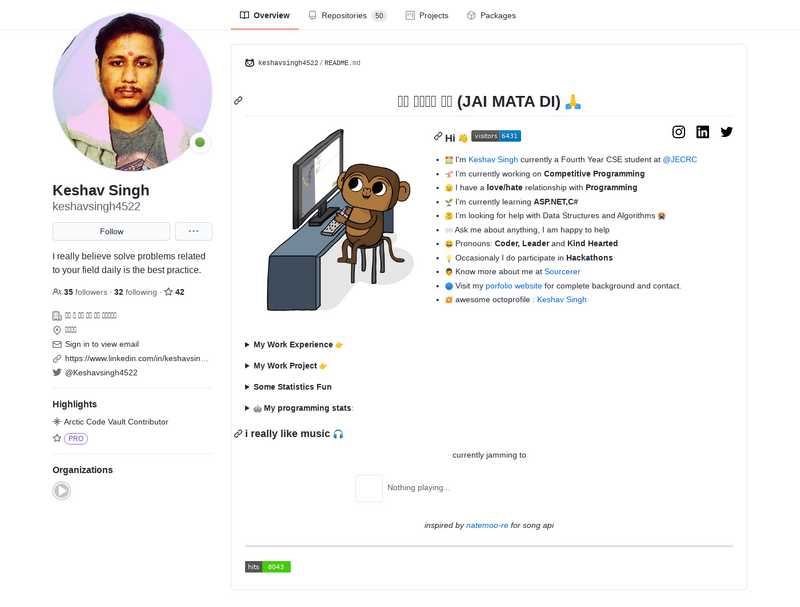 Overview
Repositories 50
Projects
Packages
Keshav Singh
keshavsingh4522
Follow
I really believe solve problems related
to your field daily is the best practice.
35 followers · 32 following · 42
Sign in to view email
https://www.linkedin.com/in/keshavsin...
@Keshavsingh4522
Highlights
Arctic Code Vault Contributor
PRO
Organizations
keshavsingh4522 / README.md
(JAI MATA DI)
Hi visitors 6431
I'm Keshav Singh currently a Fourth Year CSE student at @JECRC
I'm currently working on Competitive Programming
I have a love/hate relationship with Programming
I'm currently learning ASP.NET,C#
I'm looking for help with Data Structures and Algorithms
Ask me about anything, I am happy to help
Pronouns: Coder, Leader and Kind Hearted
Occasionaly I do participate in Hackathons
Know more about me at Sourcerer
Visit my porfolio website for complete background and contact.
awesome octoprofile : Keshav Singh
My Work Experience
My Work Project
Some Statistics Fun
My programming stats:
i really like music
currently jamming to
Nothing playing...
inspired by natemoo-re for song api
hits 8043